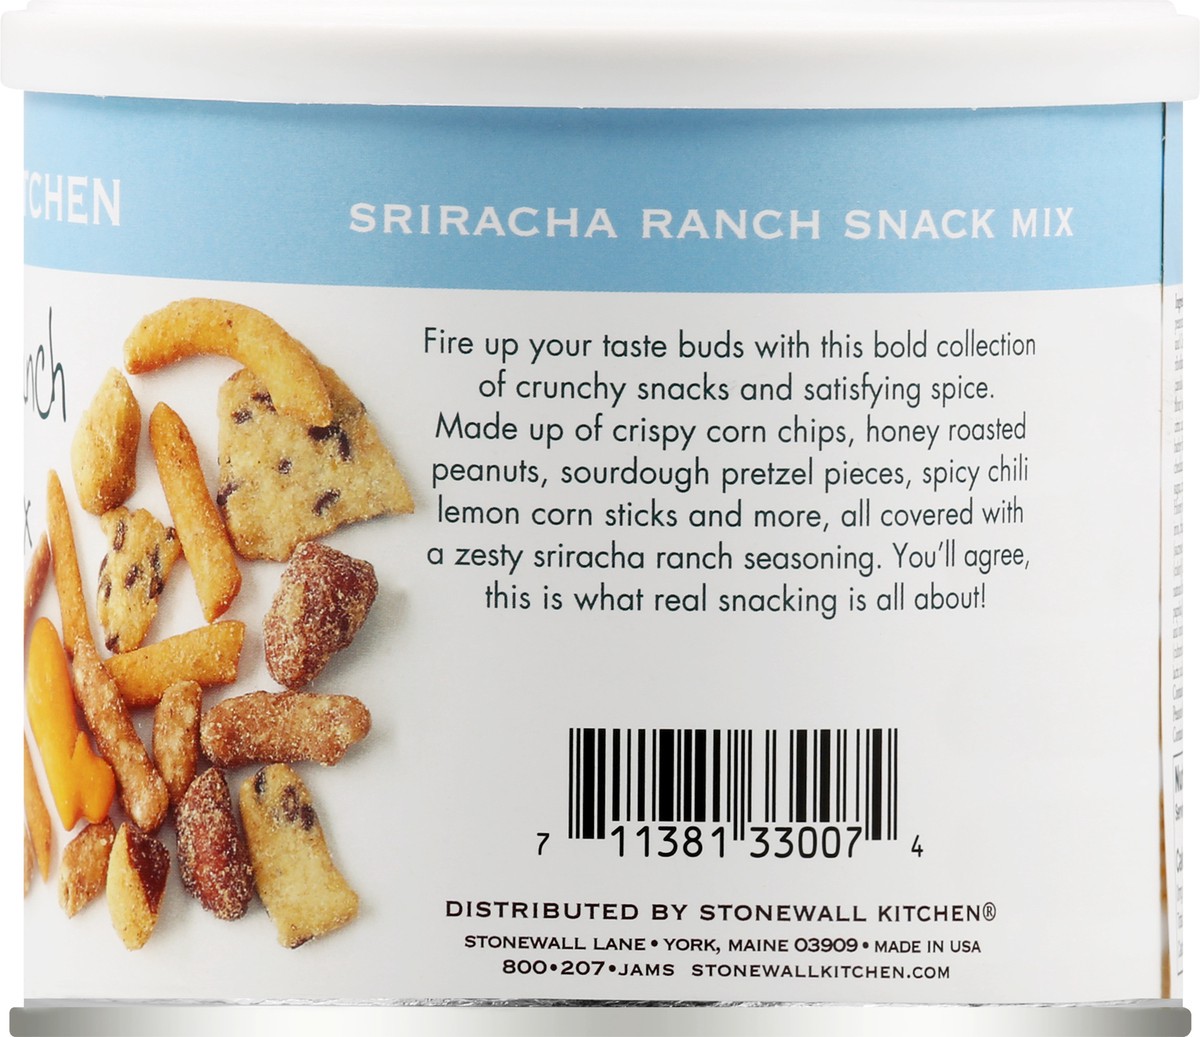 TCHEN
SRIRACHA RANCH SNACK MIX
nch
x
Fire up your taste buds with this bold collection
of crunchy snacks and satisfying spice.
Made up of crispy corn chips, honey roasted
peanuts, sourdough pretzel pieces, spicy chili
lemon corn sticks and more, all covered with
a zesty sriracha ranch seasoning. You'll agree,
this is what real snacking is all about!
7 11381 33007 4
DISTRIBUTED BY STONEWALL KITCHEN®
STONEWALL LANE • YORK, MAINE 03909 • MADE IN USA
800•207•JAMS STONEWALLKITCHEN.COM